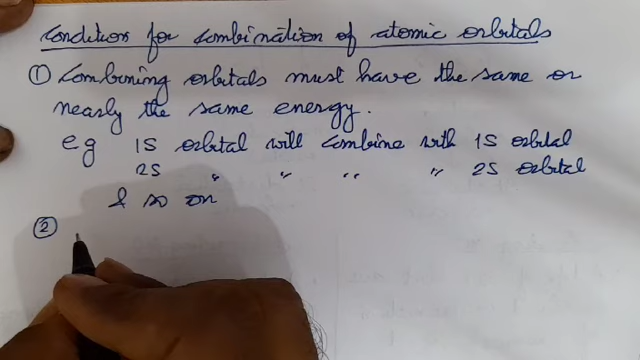 Condition for combination of atomic orbitals
① Combining orbitals must have the same or
nearly the same energy.
eg 1S orbital will combine with 1S orbital
2S " " " " 2S orbital
& so on
②